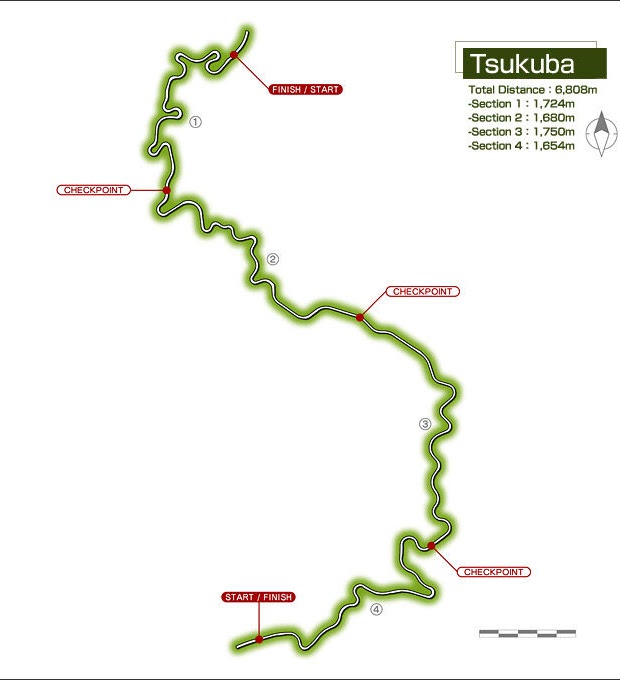 Tsukuba
Total Distance : 6,808m
-Section 1 : 1,724m
-Section 2 : 1,680m
-Section 3 : 1,750m
-Section 4 : 1,654m
FINISH / START
①
CHECKPOINT
②
CHECKPOINT
③
CHECKPOINT
START / FINISH
④